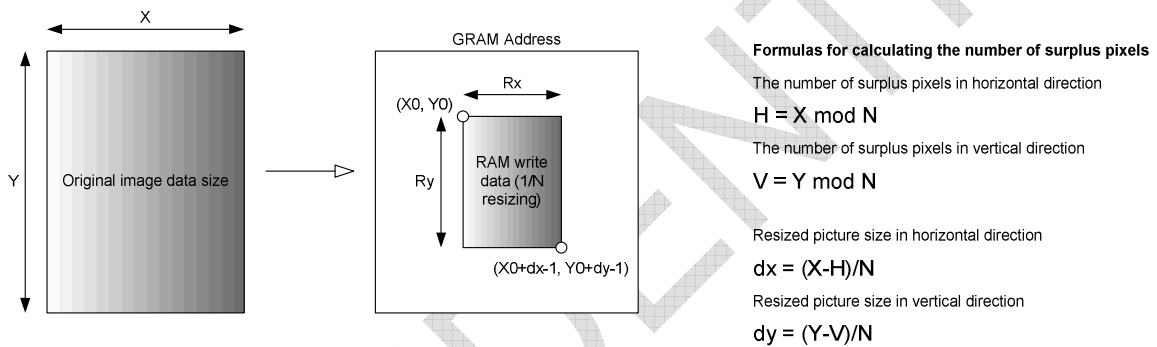 X
Y
Original image data size
GRAM Address
Rx
(X0, Y0)
Ry
RAM write
data (1/N
resizing)
(X0+dx-1, Y0+dy-1)
Formulas for calculating the number of surplus pixels
The number of surplus pixels in horizontal direction
H = X mod N
The number of surplus pixels in vertical direction
V = Y mod N
Resized picture size in horizontal direction
dx = (X-H)/N
Resized picture size in vertical direction
dy = (Y-V)/N